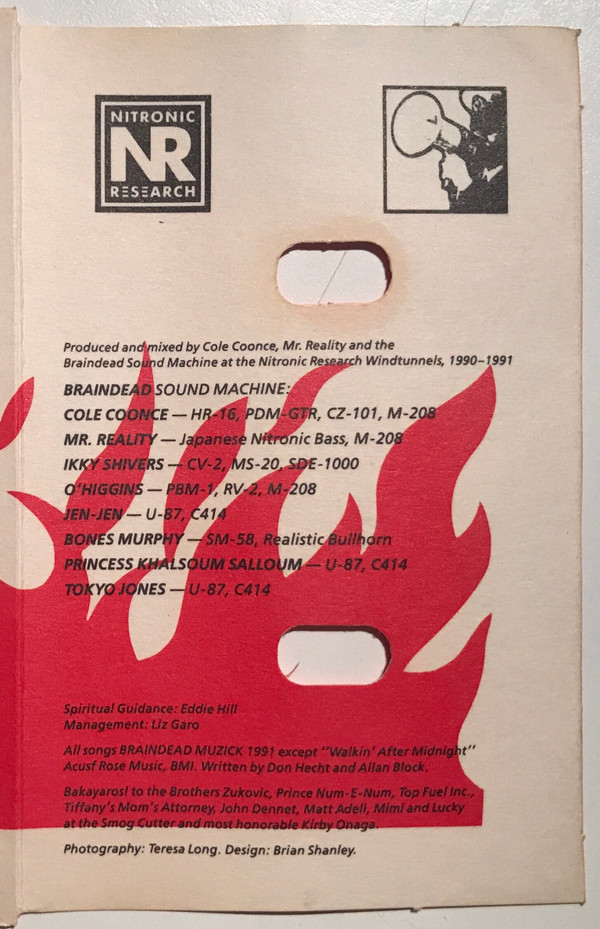 NITRONIC
NR
RESEARCH
Produced and mixed by Cole Coonce, Mr. Reality and the
Braindead Sound Machine at the Nitronic Research Windtunnels, 1990–1991
BRAINDEAD SOUND MACHINE:
COLE COONCE — HR-16, PDM-GTR, CZ-101, M-208
MR. REALITY — Japanese Nitronic Bass, M-208
IKKY SHIVERS — CV-2, MS-20, SDE-1000
O'HIGGINS — PBM-1, RV-2, M-208
JEN-JEN — U-87, C414
BONES MURPHY — SM-58, Realistic Bullhorn
PRINCESS KHALSOUM SALLOUM — U-87, C414
TOKYO JONES — U-87, C414
Spiritual Guidance: Eddie Hill
Management: Liz Garo
All songs BRAINDEAD MUZICK 1991 except "Walkin' After Midnight"
Acusf Rose Music, BMI. Written by Don Hecht and Allan Block.
Bakayaros! to the Brothers Zukovic, Prince Num-E-Num, Top Fuel Inc.,
Tiffany's Mom's Attorney, John Dennet, Matt Adell, Mimi and Lucky
at the Smog Cutter and most honorable Kirby Onaga.
Photography: Teresa Long. Design: Brian Shanley.